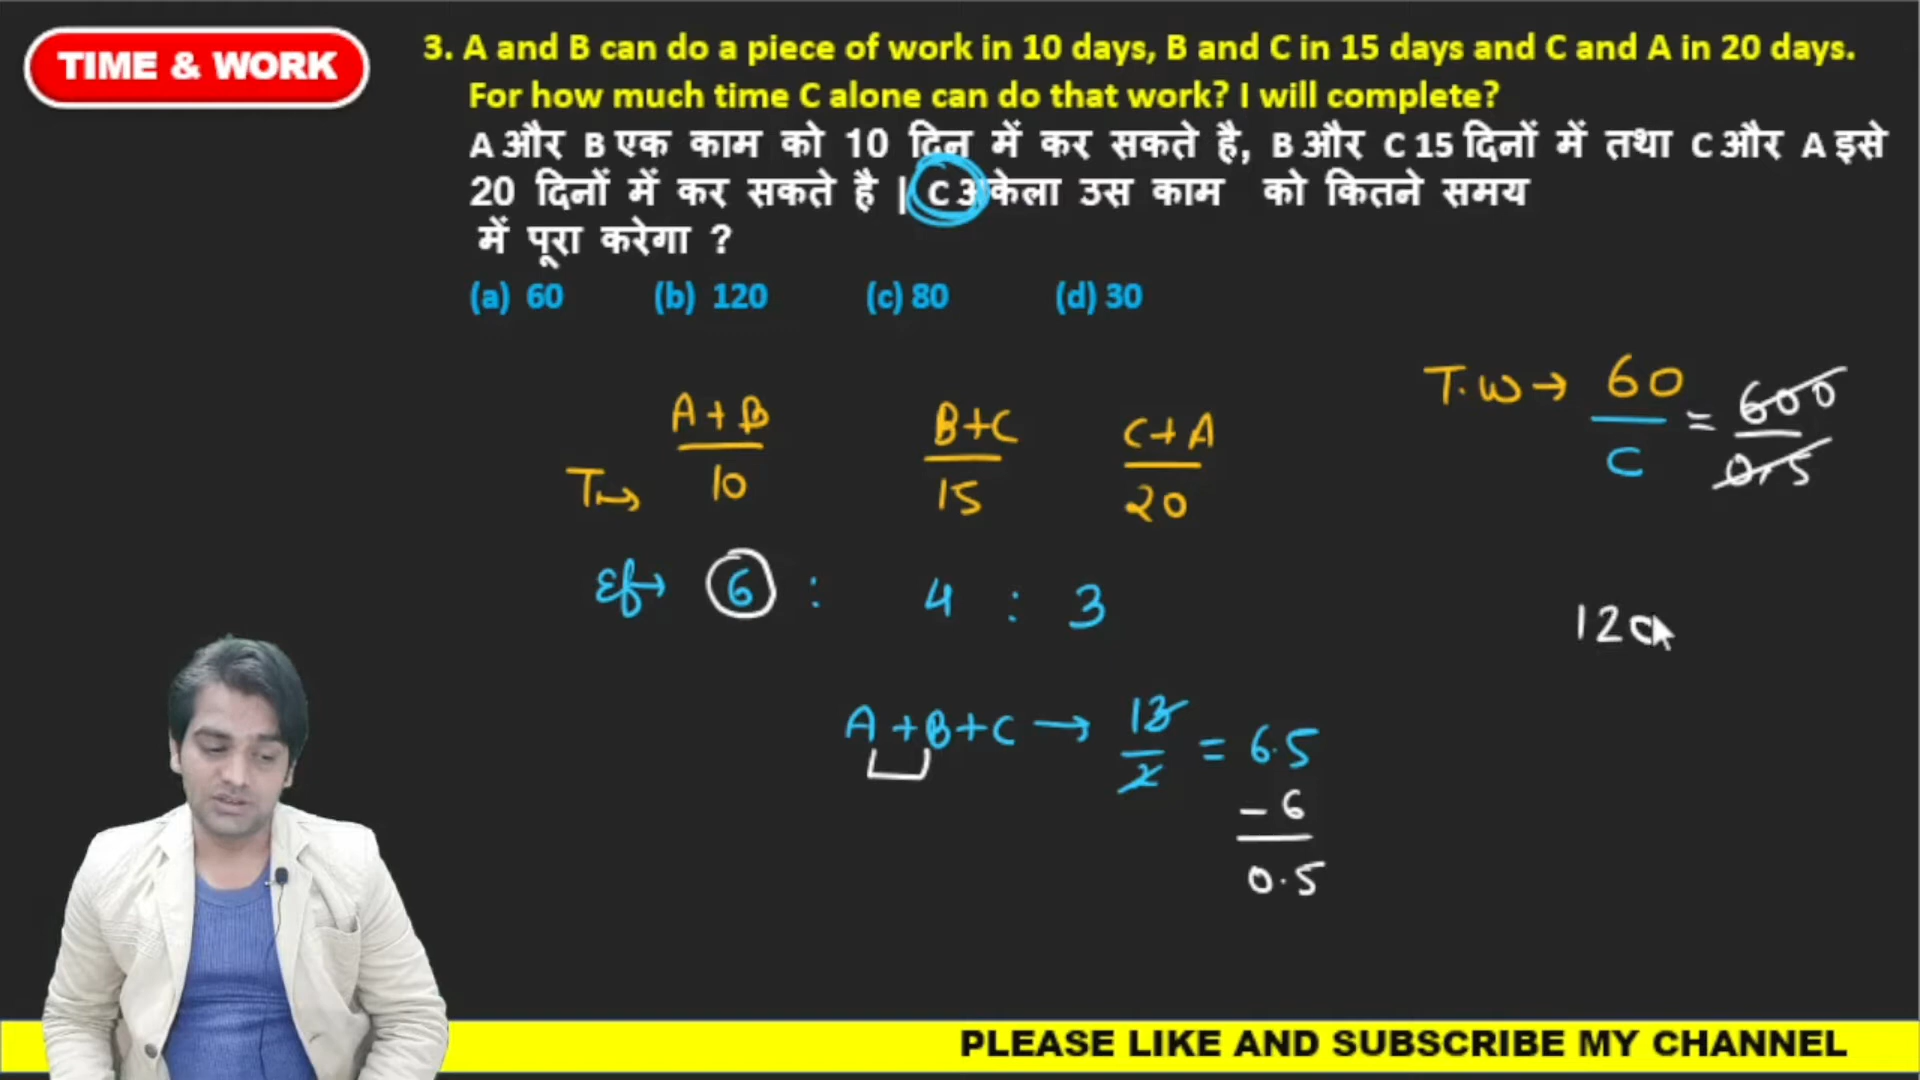 TIME & WORK
3. A and B can do a piece of work in 10 days, B and C in 15 days and C and A in 20 days.
For how much time C alone can do that work? I will complete?
A और B एक काम को 10 दिन में कर सकते है, B और C 15 दिनों में तथा C और A इसे
20 दिनों में कर सकते है | C अकेला उस काम को कितने समय
में पूरा करेगा ?
(a) 60 (b) 120 (c) 80 (d) 30
T.W → 60/C = 600/0.5
A+B B+C C+A
T→ 10 15 20
Ef→ 6 : 4 : 3
120
A+B+C → 13/2 = 6.5
- 6
0.5
PLEASE LIKE AND SUBSCRIBE MY CHANNEL